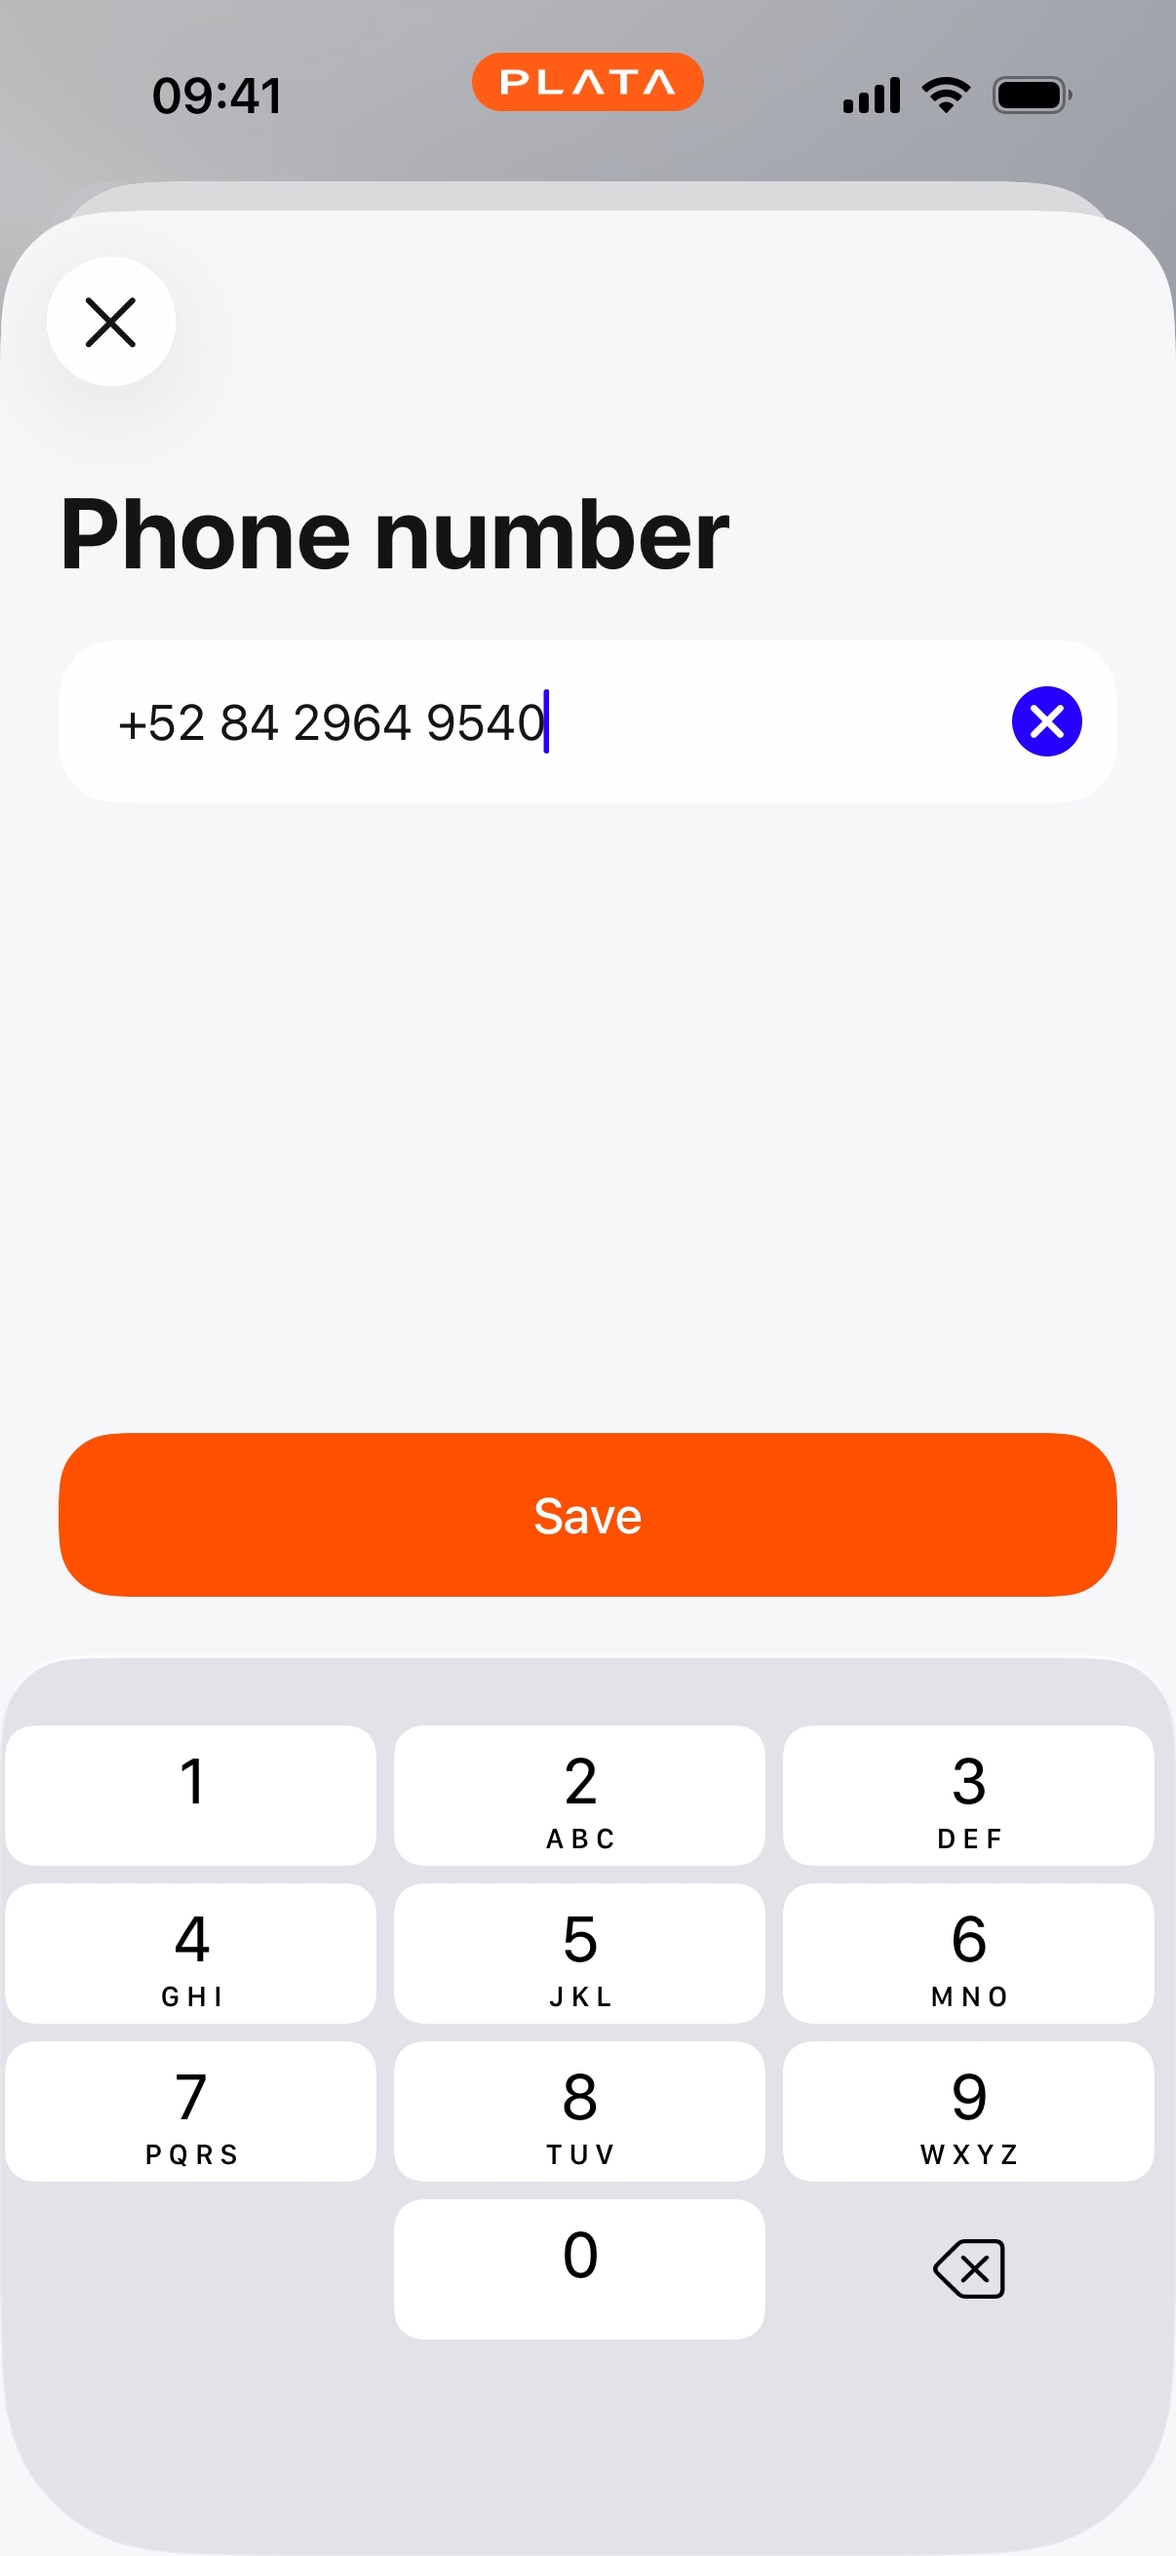 09:41
PLATA
Phone number
+52 84 2964 9540
Save
1
2
ABC
3
DEF
4
GHI
5
JKL
6
MNO
7
PQRS
8
TUV
9
WXYZ
0